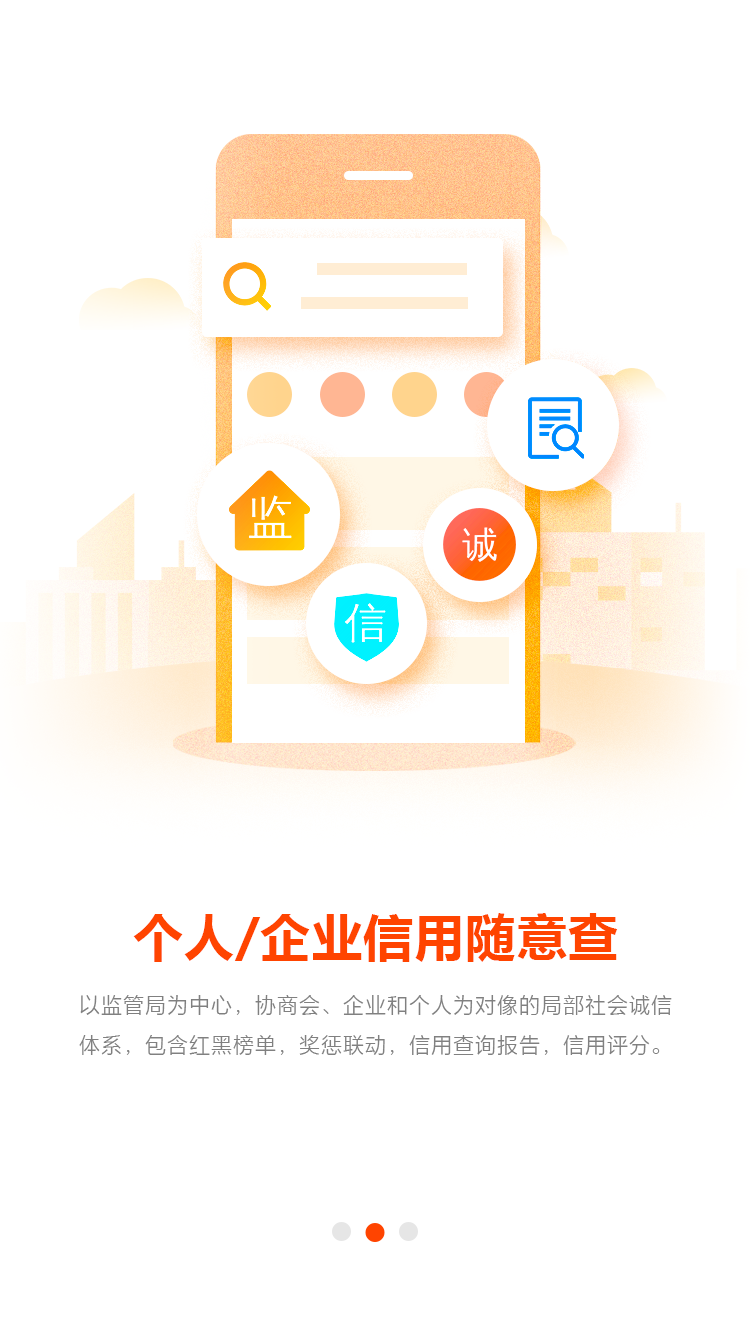 监
诚
信
个人/企业信用随意查
以监管局为中心，协商会、企业和个人为对像的局部社会诚信
体系，包含红黑榜单，奖惩联动，信用查询报告，信用评分。